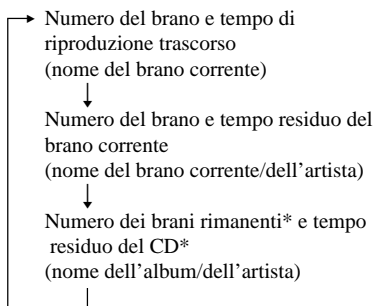 Numero del brano e tempo di
riproduzione trascorso
(nome del brano corrente)
Numero del brano e tempo residuo del
brano corrente
(nome del brano corrente/dell'artista)
Numero dei brani rimanenti* e tempo
residuo del CD*
(nome dell'album/dell'artista)